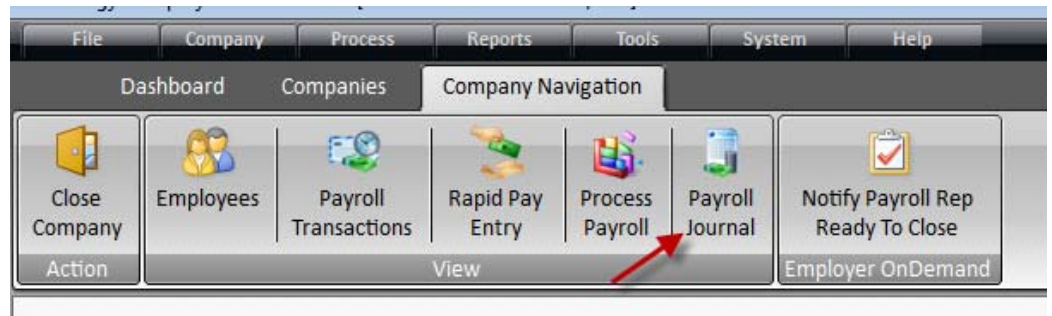 File Company Process Reports Tools System Help
Dashboard Companies Company Navigation
Close Company
Employees
Payroll Transactions
Rapid Pay Entry
Process Payroll
Payroll Journal
Notify Payroll Rep Ready To Close
Action View Employer OnDemand